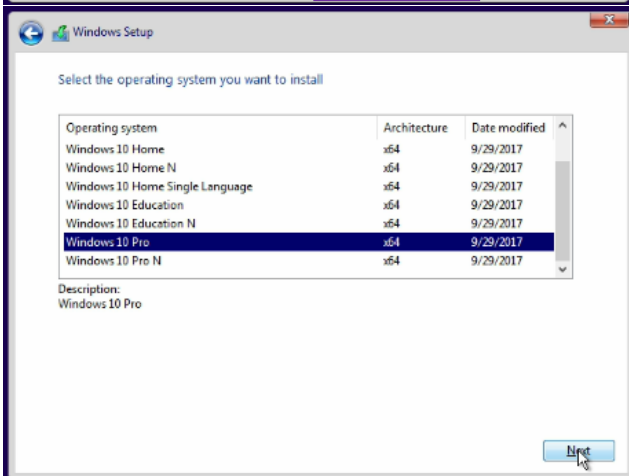 Windows Setup
Select the operating system you want to install
Operating system Architecture Date modified
Windows 10 Home x64 9/29/2017
Windows 10 Home N x64 9/29/2017
Windows 10 Home Single Language x64 9/29/2017
Windows 10 Education x64 9/29/2017
Windows 10 Education N x64 9/29/2017
Windows 10 Pro x64 9/29/2017
Windows 10 Pro N x64 9/29/2017
Description:
Windows 10 Pro
Next